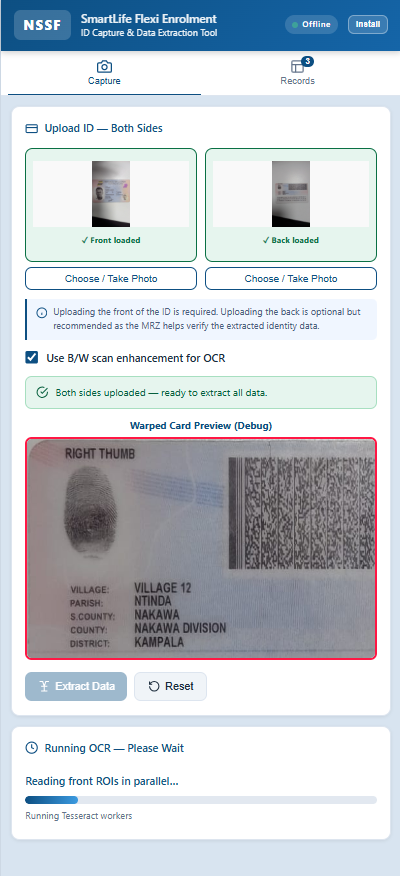 NSSF
SmartLife Flexi Enrolment
ID Capture & Data Extraction Tool
Offline
Install
Capture
3
Records
Upload ID — Both Sides
✓ Front loaded
✓ Back loaded
Choose / Take Photo
Choose / Take Photo
Uploading the front of the ID is required. Uploading the back is optional but
recommended as the MRZ helps verify the extracted identity data.
Use B/W scan enhancement for OCR
Both sides uploaded — ready to extract all data.
Warped Card Preview (Debug)
RIGHT THUMB
VILLAGE: VILLAGE 12
PARISH: NTINDA
S.COUNTY: NAKAWA
COUNTY: NAKAWA DIVISION
DISTRICT: KAMPALA
Extract Data
Reset
Running OCR — Please Wait
Reading front ROIs in parallel...
Running Tesseract workers